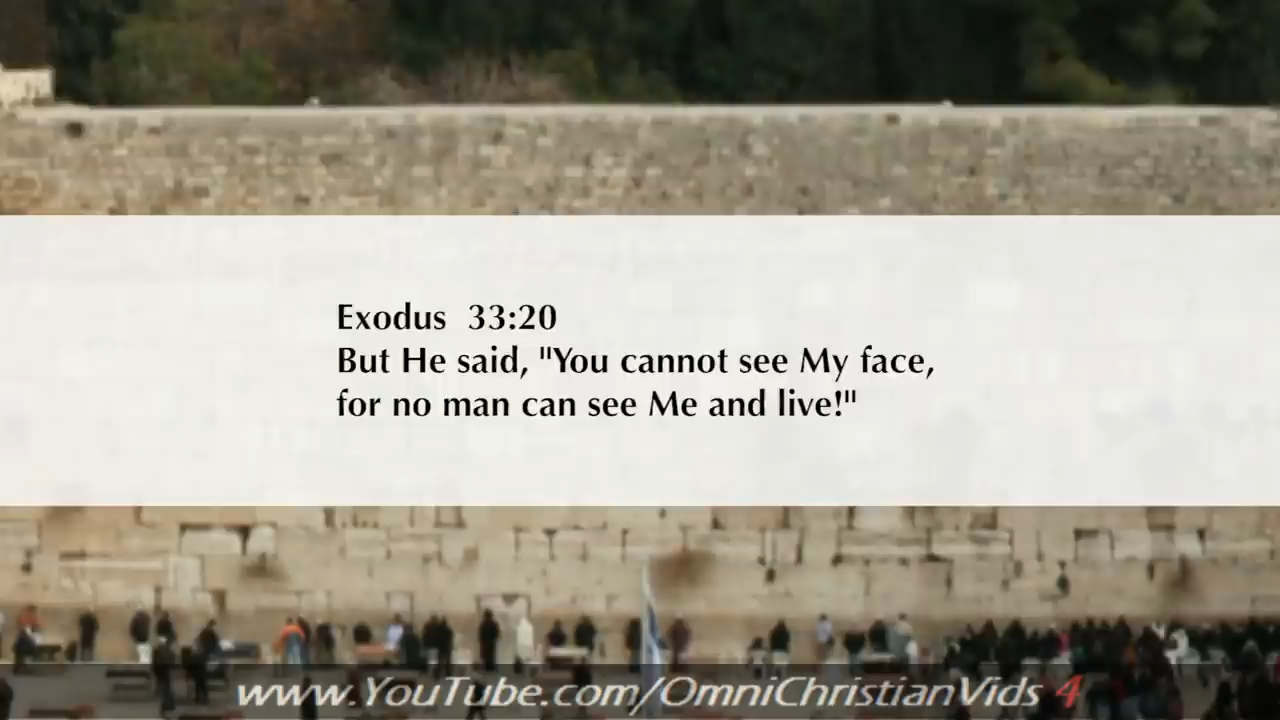 Exodus  33:20
But He said, "You cannot see My face,
for no man can see Me and live!"
www.YouTube.com/OmniChristianVids 4